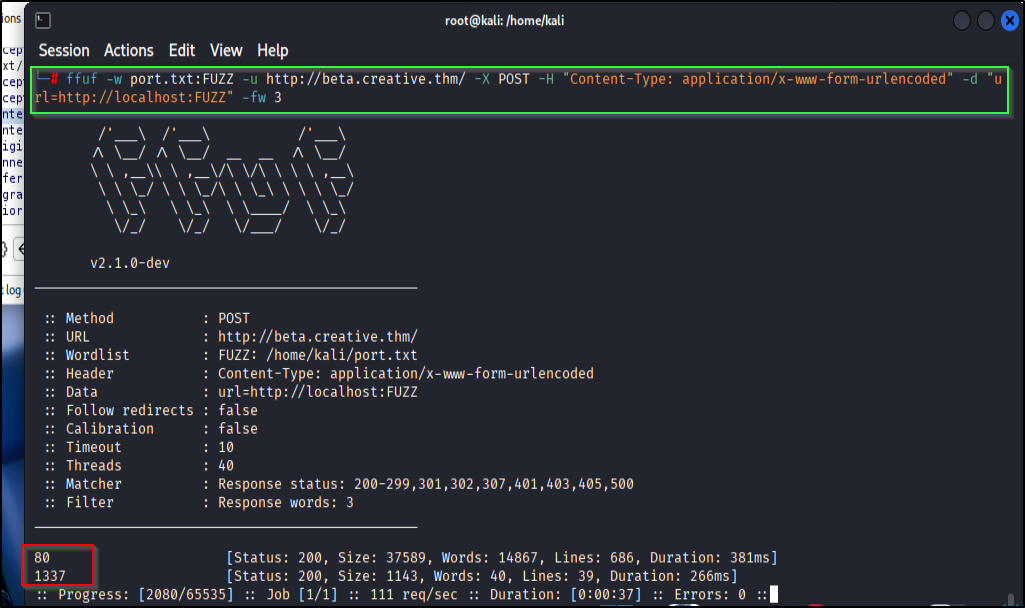 root@kali: /home/kali
Session Actions Edit View Help
└─# ffuf -w port.txt:FUZZ -u http://beta.creative.thm/ -X POST -H "Content-Type: application/x-www-form-urlencoded" -d "u
rl=http://localhost:FUZZ" -fw 3
v2.1.0-dev
:: Method : POST
:: URL : http://beta.creative.thm/
:: Wordlist : FUZZ: /home/kali/port.txt
:: Header : Content-Type: application/x-www-form-urlencoded
:: Data : url=http://localhost:FUZZ
:: Follow redirects : false
:: Calibration : false
:: Timeout : 10
:: Threads : 40
:: Matcher : Response status: 200-299,301,302,307,401,403,405,500
:: Filter : Response words: 3
80 [Status: 200, Size: 37589, Words: 14867, Lines: 686, Duration: 381ms]
1337 [Status: 200, Size: 1143, Words: 40, Lines: 39, Duration: 266ms]
:: Progress: [2080/65535] :: Job [1/1] :: 111 req/sec :: Duration: [0:00:37] :: Errors: 0 ::